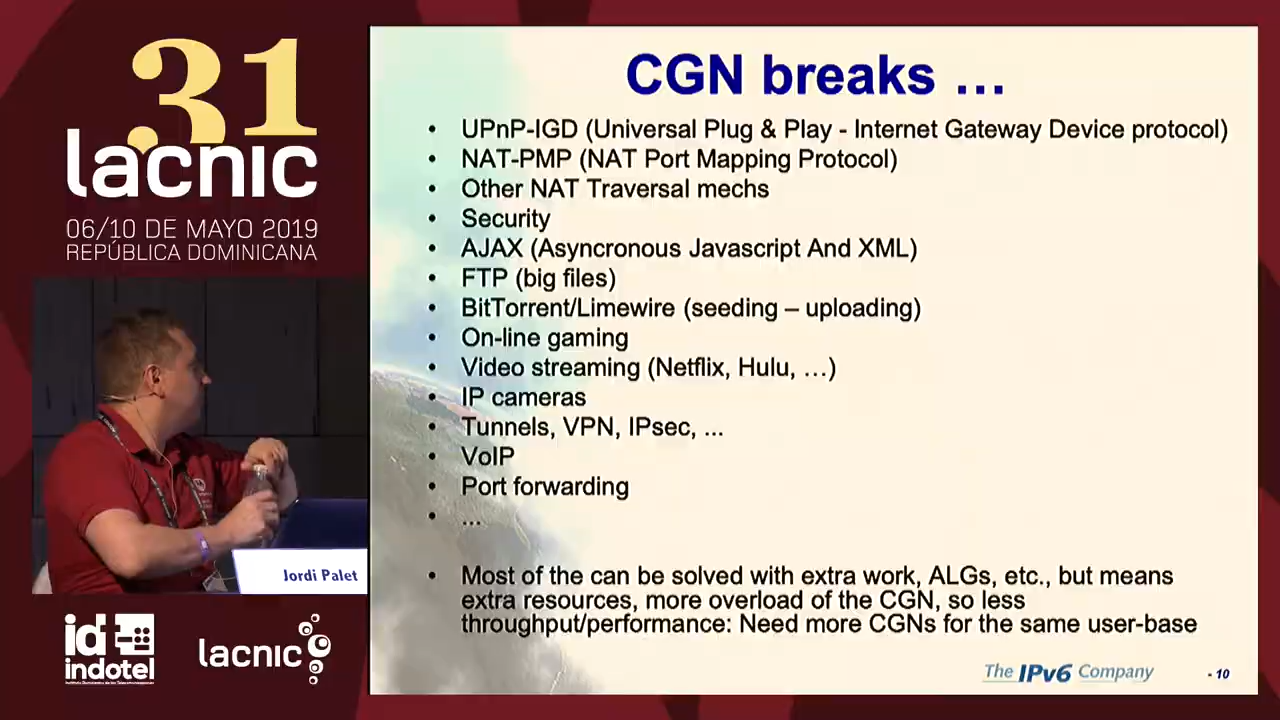 31
lacnic
06/10 DE MAYO 2019
REPÚBLICA DOMINICANA
Jordi Palet
indotel
lacnic
CGN breaks …
• UPnP-IGD (Universal Plug & Play - Internet Gateway Device protocol)
• NAT-PMP (NAT Port Mapping Protocol)
• Other NAT Traversal mechs
• Security
• AJAX (Asyncronous Javascript And XML)
• FTP (big files)
• BitTorrent/Limewire (seeding – uploading)
• On-line gaming
• Video streaming (Netflix, Hulu, …)
• IP cameras
• Tunnels, VPN, IPsec, ...
• VoIP
• Port forwarding
• ...
• Most of the can be solved with extra work, ALGs, etc., but means
extra resources, more overload of the CGN, so less
throughput/performance: Need more CGNs for the same user-base
The IPv6 Company
- 10